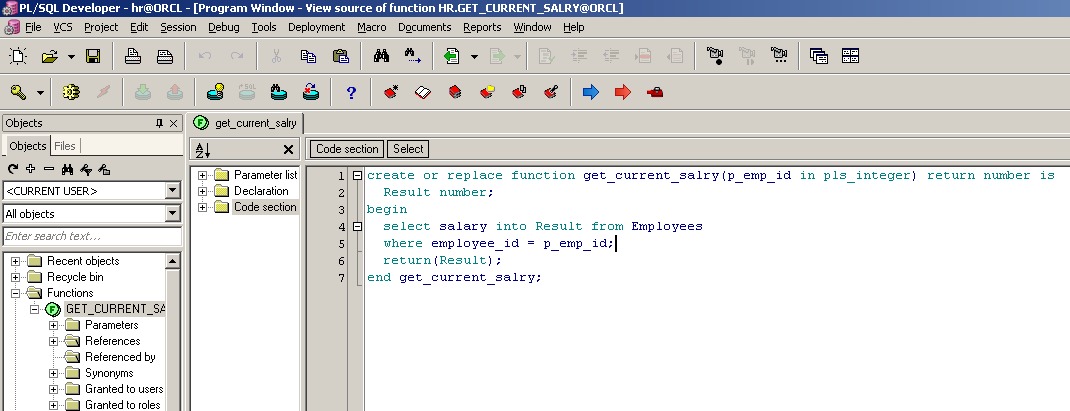 PL/SQL Developer - hr@ORCL - [Program Window - View source of function HR.GET_CURRENT_SALRY@ORCL]
File VCS Project Edit Session Debug Tools Deployment Macro Documents Reports Window Help
Objects
Objects Files
<CURRENT USER>
All objects
Enter search text...
Recent objects
Recycle bin
Functions
GET_CURRENT_SA
Parameters
References
Referenced by
Synonyms
Granted to users
Granted to roles
get_current_salry
Parameter list
Declaration
Code section
Code section Select
1 create or replace function get_current_salry(p_emp_id in pls_integer) return number is
2 Result number;
3 begin
4 select salary into Result from Employees
5 where employee_id = p_emp_id;
6 return(Result);
7 end get_current_salry;